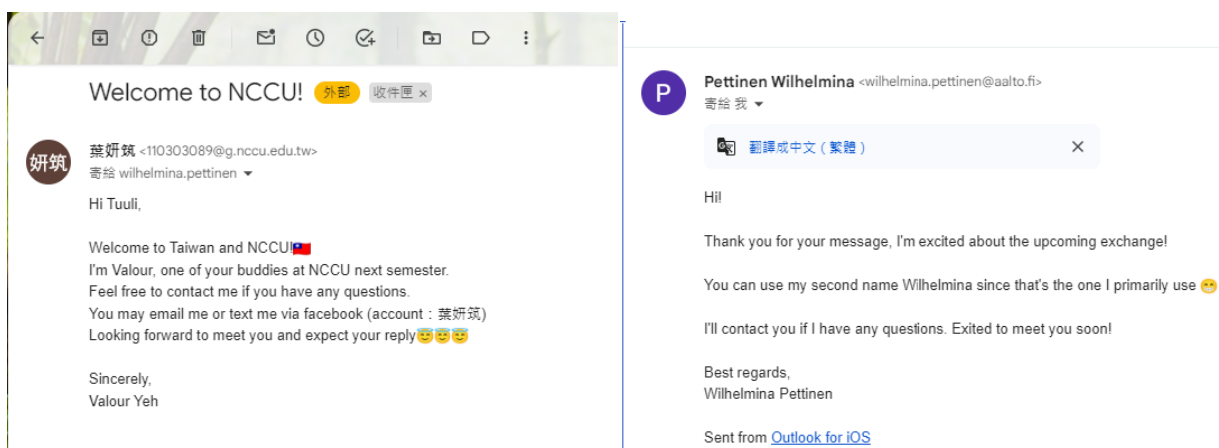 Welcome to NCCU! 外部 收件匣 ×
妍筑
葉妍筑 <110303089@g.nccu.edu.tw>
寄給 wilhelmina.pettinen
Hi Tuuli,
Welcome to Taiwan and NCCU!🇹🇼
I'm Valour, one of your buddies at NCCU next semester.
Feel free to contact me if you have any questions.
You may email me or text me via facebook (account：葉妍筑)
Looking forward to meet you and expect your reply😇😇😇
Sincerely,
Valour Yeh
P
Pettinen Wilhelmina <wilhelmina.pettinen@aalto.fi>
寄給 我
翻譯成中文（繁體）
Hi!
Thank you for your message, I'm excited about the upcoming exchange!
You can use my second name Wilhelmina since that's the one I primarily use 😁
I'll contact you if I have any questions. Exited to meet you soon!
Best regards,
Wilhelmina Pettinen
Sent from Outlook for iOS